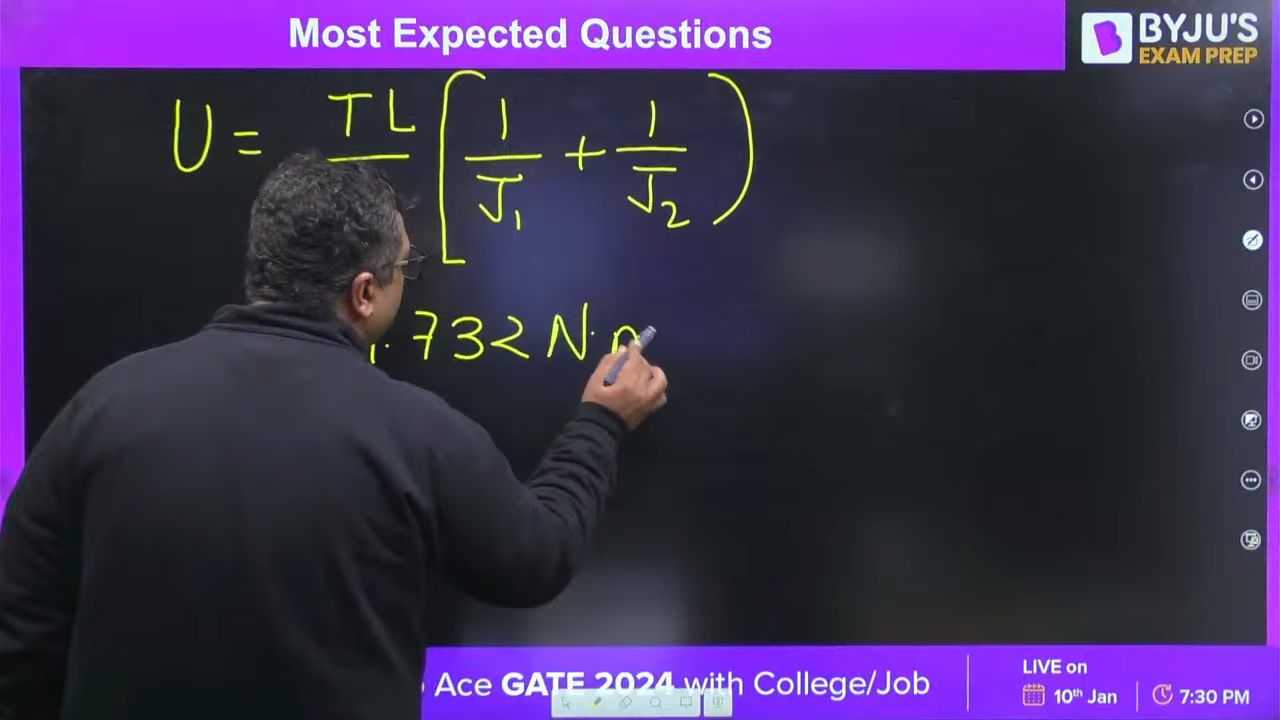 Most Expected Questions
BYJU'S
EXAM PREP
U = TL [ 1/J₁ + 1/J₂ )
.732 N.
Ace GATE 2024 with College/Job
LIVE on
10th Jan
7:30 PM